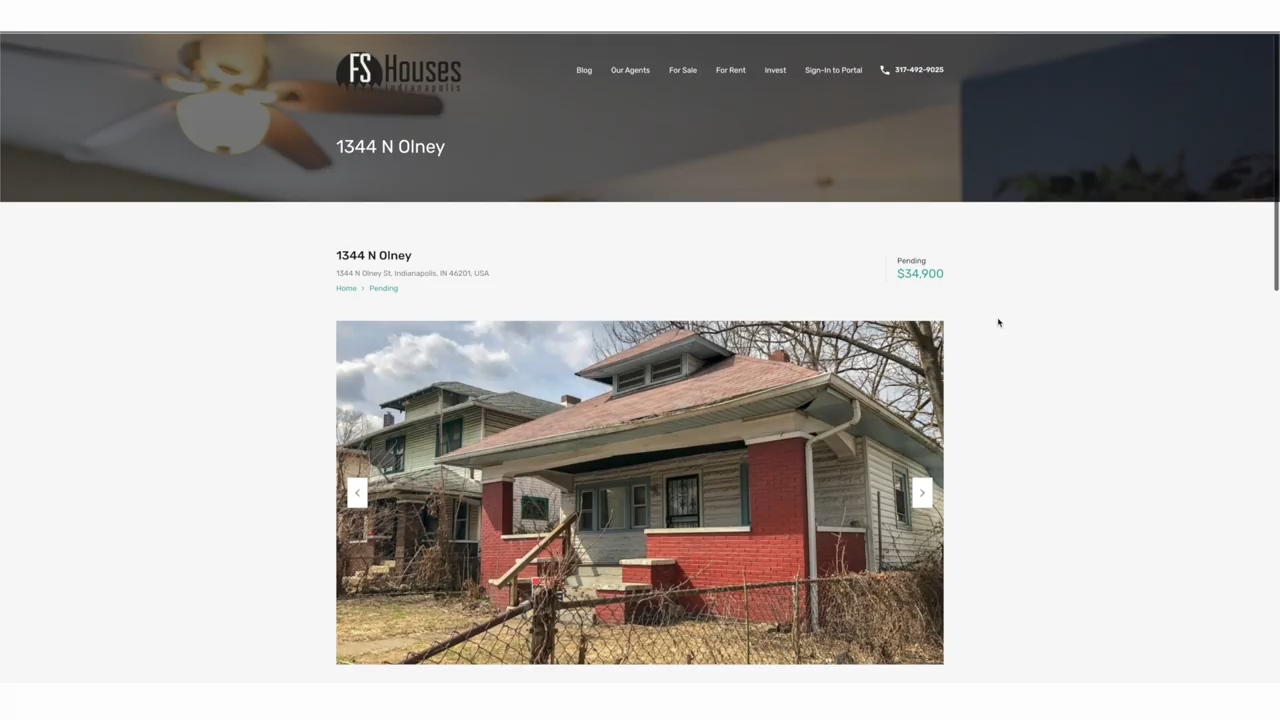 FS Houses
Indianapolis
Blog
Our Agents
For Sale
For Rent
Invest
Sign-In to Portal
317-492-9025
1344 N Olney
1344 N Olney
1344 N Olney St, Indianapolis, IN 46201, USA
Home > Pending
Pending
$34,900